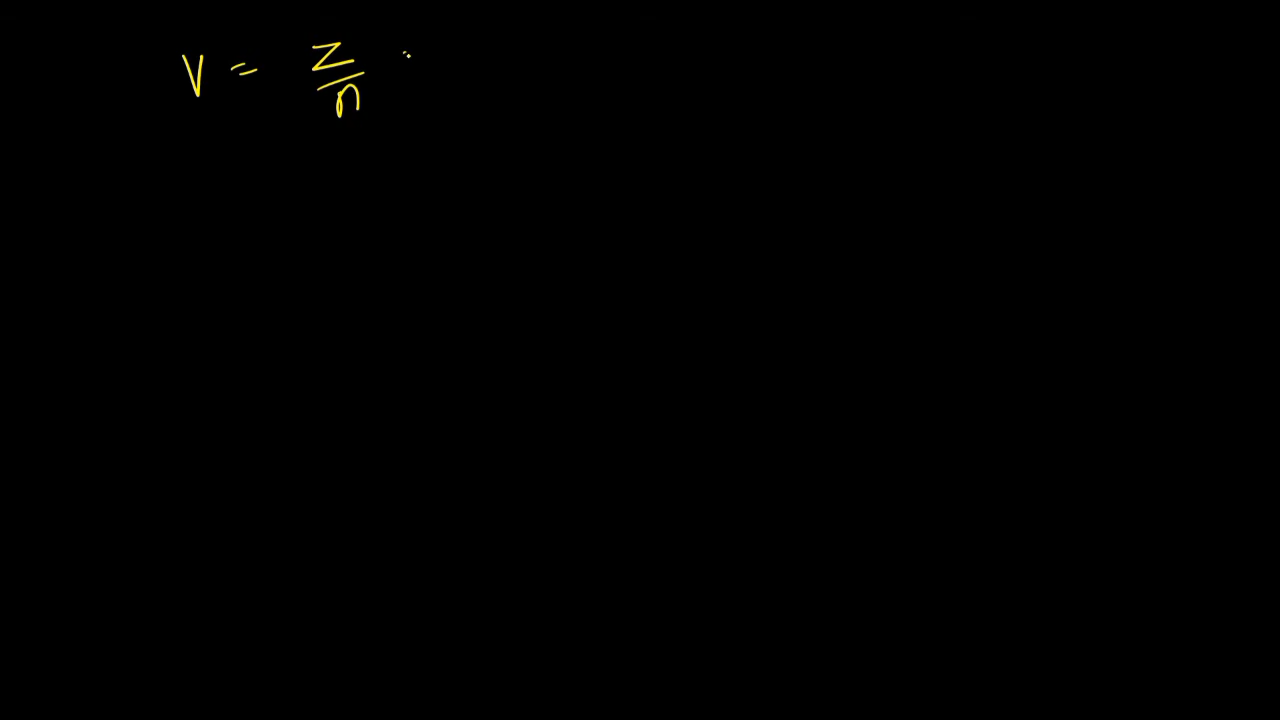 V = Z/n